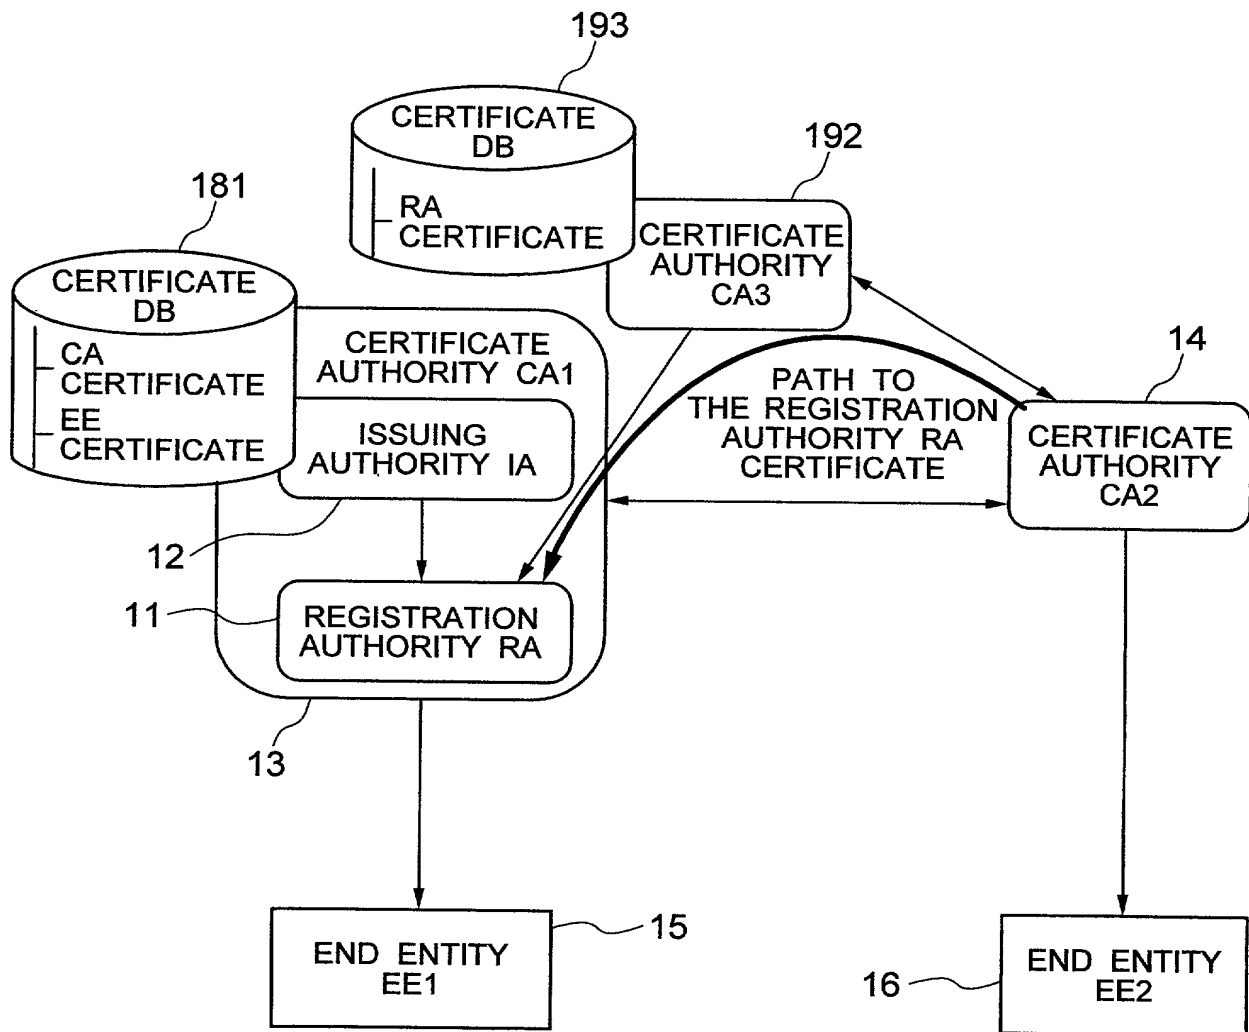 193
CERTIFICATE
DB
RA
CERTIFICATE
192
CERTIFICATE
AUTHORITY
CA3
181
CERTIFICATE
DB
CA
CERTIFICATE
EE
CERTIFICATE
CERTIFICATE
AUTHORITY CA1
ISSUING
AUTHORITY IA
12
11
REGISTRATION
AUTHORITY RA
13
PATH TO
THE REGISTRATION
AUTHORITY RA
CERTIFICATE
14
CERTIFICATE
AUTHORITY
CA2
END ENTITY
EE1
15
END ENTITY
EE2
16